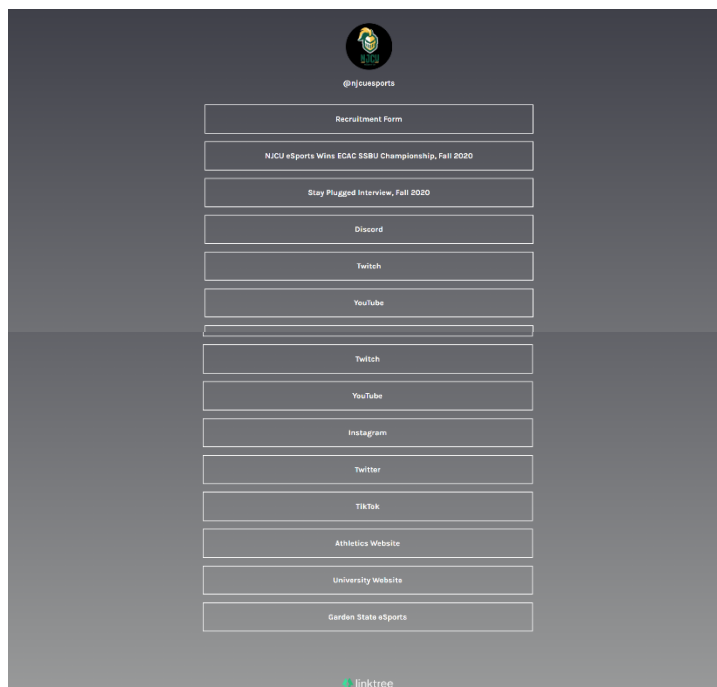 NJCU
@njcuesports
Recruitment Form
NJCU eSports Wins ECAC SSBU Championship, Fall 2020
Stay Plugged Interview, Fall 2020
Discord
Twitch
YouTube
Twitch
YouTube
Instagram
Twitter
TikTok
Athletics Website
University Website
Garden State eSports
linktree